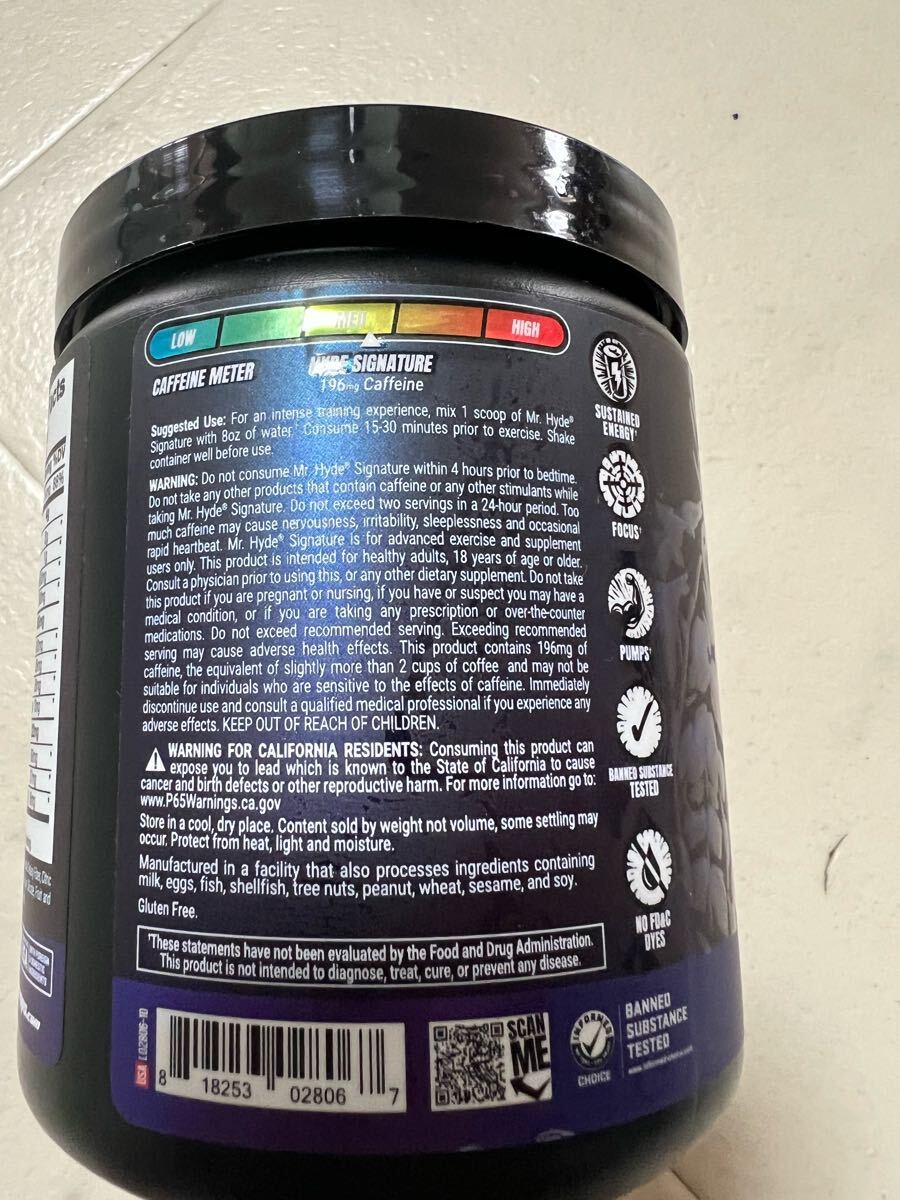 LOW
MED
HIGH
CAFFEINE METER
HYDE SIGNATURE
196mg Caffeine
Suggested Use: For an intense training experience, mix 1 scoop of Mr. Hyde®
Signature with 8oz of water.† Consume 15-30 minutes prior to exercise. Shake
container well before use.
WARNING: Do not consume Mr. Hyde® Signature within 4 hours prior to bedtime.
Do not take any other products that contain caffeine or any other stimulants while
taking Mr. Hyde® Signature. Do not exceed two servings in a 24-hour period. Too
much caffeine may cause nervousness, irritability, sleeplessness and occasional
rapid heartbeat. Mr. Hyde® Signature is for advanced exercise and supplement
users only. This product is intended for healthy adults, 18 years of age or older.
Consult a physician prior to using this, or any other dietary supplement. Do not take
this product if you are pregnant or nursing, if you have or suspect you may have a
medical condition, or if you are taking any prescription or over-the-counter
medications. Do not exceed recommended serving. Exceeding recommended
serving may cause adverse health effects. This product contains 196mg of
caffeine, the equivalent of slightly more than 2 cups of coffee and may not be
suitable for individuals who are sensitive to the effects of caffeine. Immediately
discontinue use and consult a qualified medical professional if you experience any
adverse effects. KEEP OUT OF REACH OF CHILDREN.
WARNING FOR CALIFORNIA RESIDENTS: Consuming this product can
expose you to lead which is known to the State of California to cause
cancer and birth defects or other reproductive harm. For more information go to:
www.P65Warnings.ca.gov
Store in a cool, dry place. Content sold by weight not volume, some settling may
occur. Protect from heat, light and moisture.
Manufactured in a facility that also processes ingredients containing
milk, eggs, fish, shellfish, tree nuts, peanut, wheat, sesame, and soy.
Gluten Free.
†These statements have not been evaluated by the Food and Drug Administration.
This product is not intended to diagnose, treat, cure, or prevent any disease.
USA L02806-10
8 18253 02806 7
SCAN
ME
INFORMED
CHOICE
BANNED
SUBSTANCE
TESTED
SUSTAINED
ENERGY†
FOCUS†
PUMPS†
BANNED SUBSTANCE
TESTED
NO FD&C
DYES